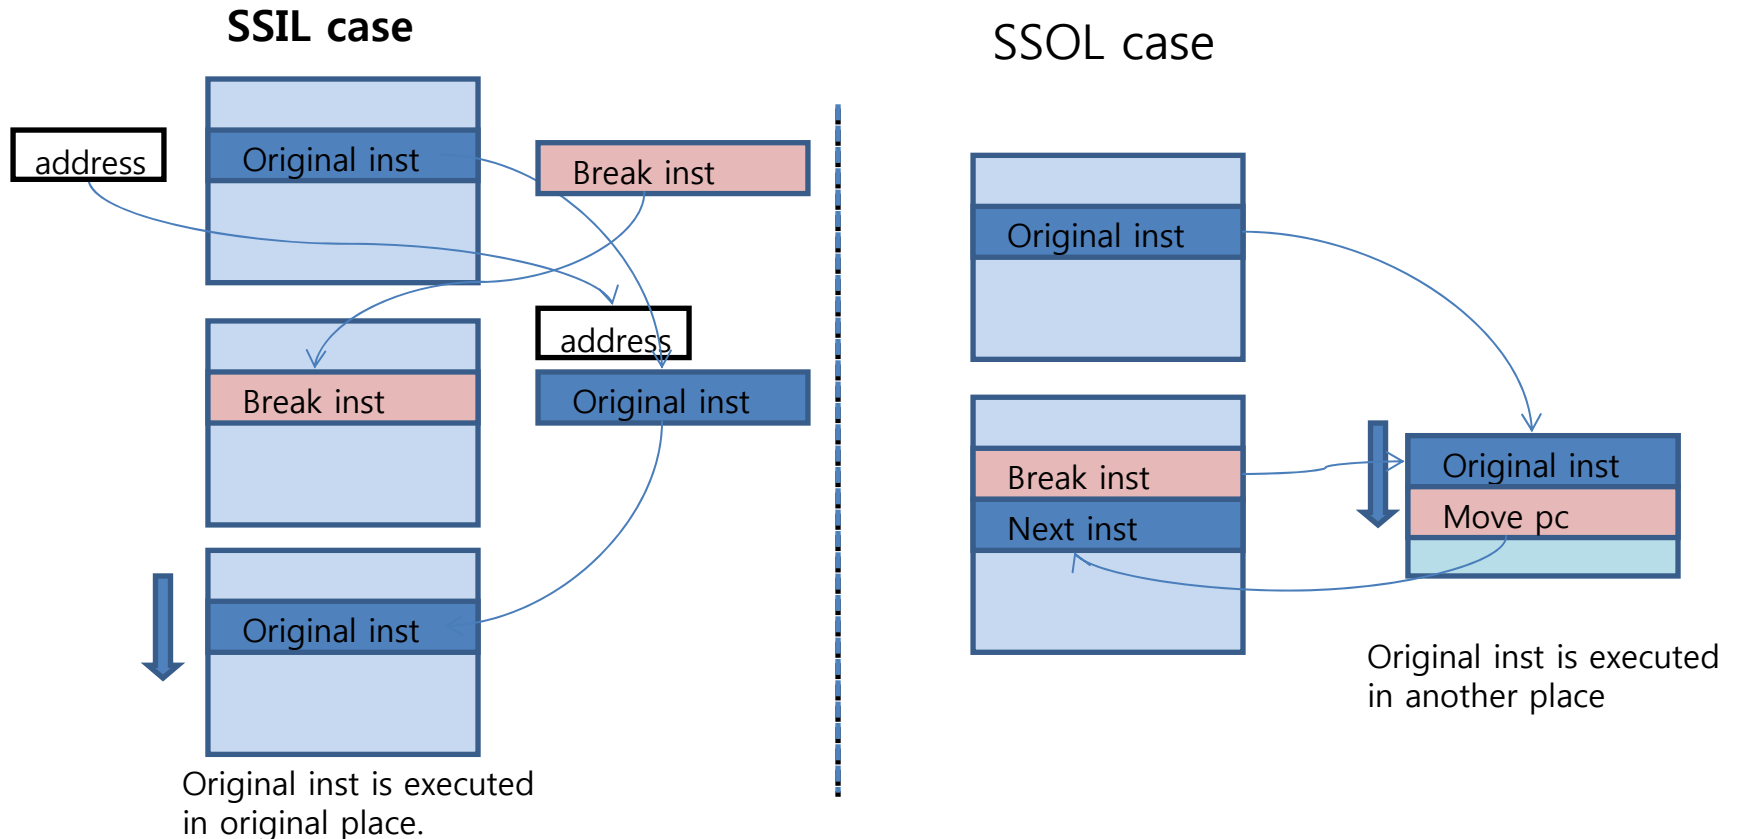 SSIL case
address
Original inst
Break inst
address
Break inst
Original inst
Original inst
Original inst is executed
in original place.
SSOL case
Original inst
Break inst
Next inst
Original inst
Move pc
Original inst is executed
in another place